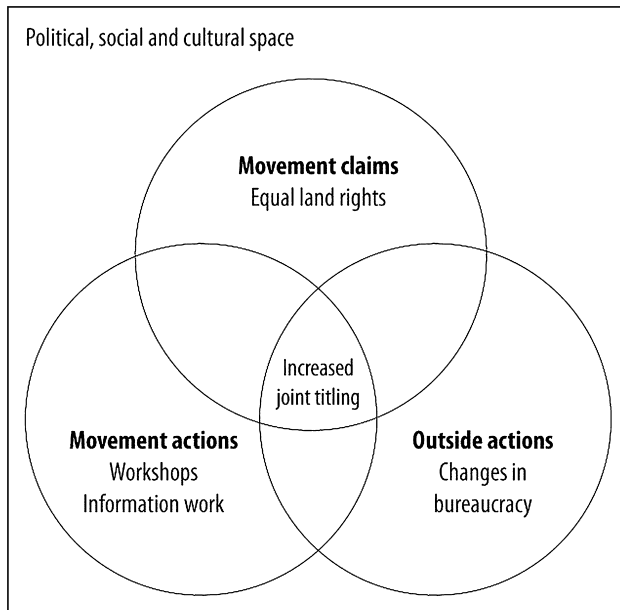 Political, social and cultural space
Movement claims
Equal land rights
Increased
joint titling
Movement actions
Workshops
Information work
Outside actions
Changes in
bureaucracy